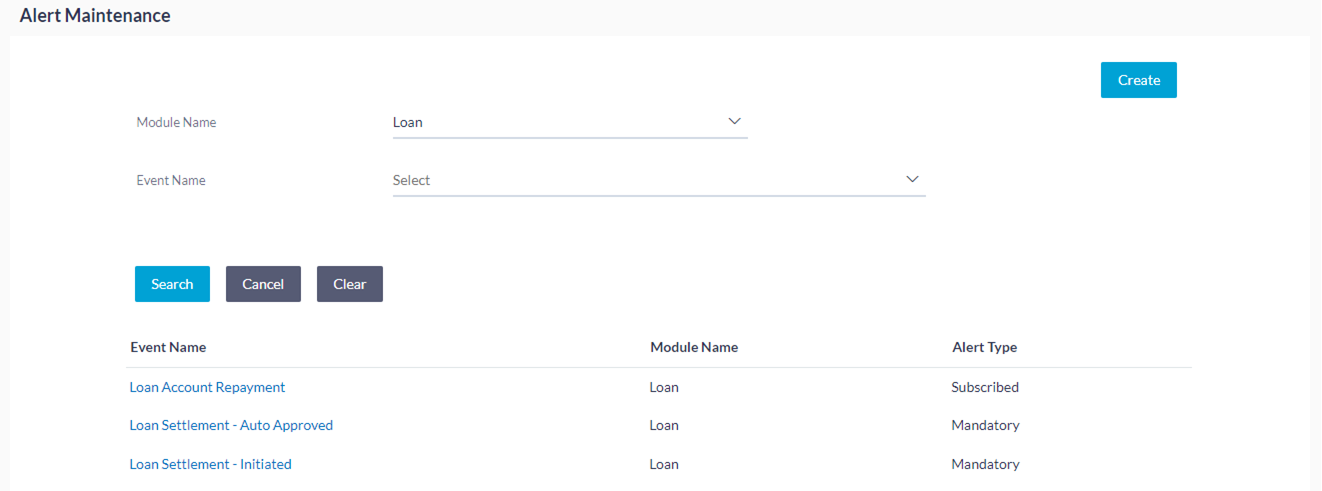 Alert Maintenance
Create
Module Name Loan
Event Name Select
Search Cancel Clear
Event Name Module Name Alert Type
Loan Account Repayment Loan Subscribed
Loan Settlement - Auto Approved Loan Mandatory
Loan Settlement - Initiated Loan Mandatory